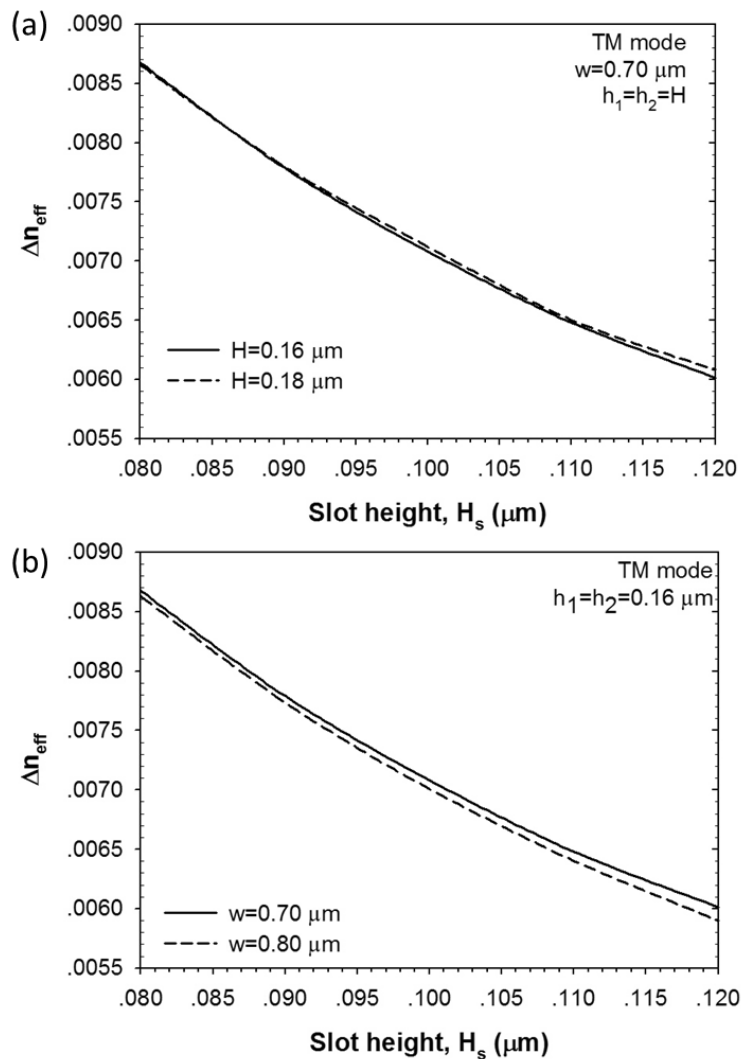 (a)
.0090
.0085
.0080
.0075
.0070
.0065
.0060
.0055
Δn_eff
TM mode
w=0.70 μm
h₁=h₂=H
H=0.16 μm
H=0.18 μm
.080 .085 .090 .095 .100 .105 .110 .115 .120
Slot height, Hₛ (μm)
(b)
.0090
.0085
.0080
.0075
.0070
.0065
.0060
.0055
Δn_eff
TM mode
h₁=h₂=0.16 μm
w=0.70 μm
w=0.80 μm
.080 .085 .090 .095 .100 .105 .110 .115 .120
Slot height, Hₛ (μm)